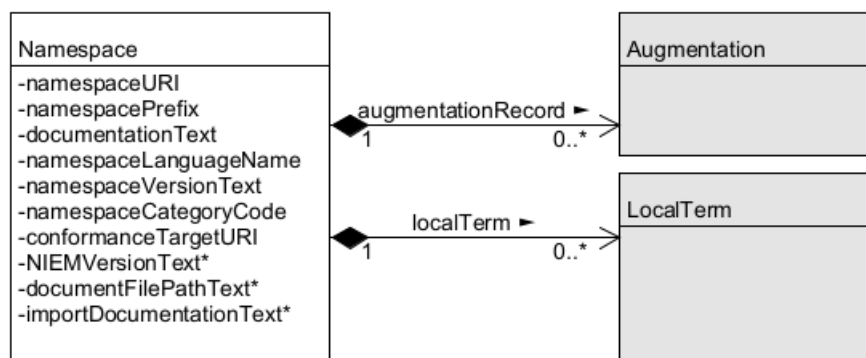 Namespace
-namespaceURI
-namespacePrefix
-documentationText
-namespaceLanguageName
-namespaceVersionText
-namespaceCategoryCode
-conformanceTargetURI
-NIEMVersionText*
-documentFilePathText*
-importDocumentationText*
augmentationRecord ►
1 0..*
localTerm ►
1 0..*
Augmentation
LocalTerm